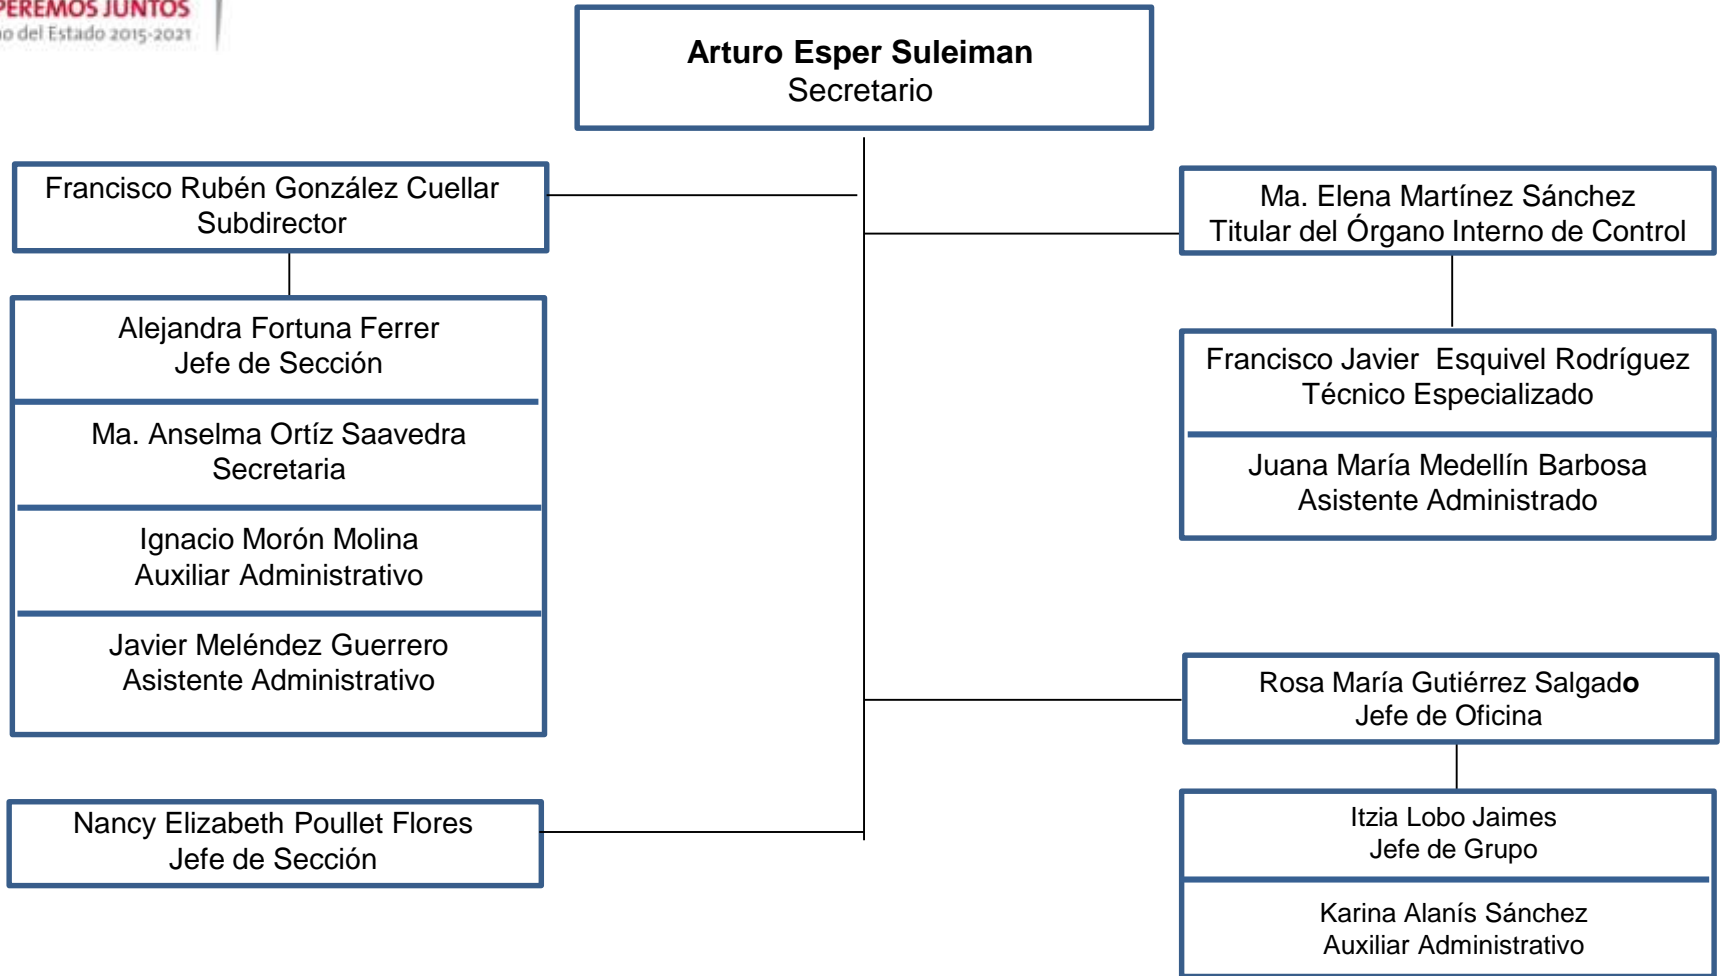 PEREMOS JUNTOS
o del Estado 2015-2021
Arturo Esper Suleiman
Secretario
Francisco Rubén González Cuellar
Subdirector
Alejandra Fortuna Ferrer
Jefe de Sección
Ma. Anselma Ortíz Saavedra
Secretaria
Ignacio Morón Molina
Auxiliar Administrativo
Javier Meléndez Guerrero
Asistente Administrativo
Nancy Elizabeth Poullet Flores
Jefe de Sección
Ma. Elena Martínez Sánchez
Titular del Órgano Interno de Control
Francisco Javier  Esquivel Rodríguez
Técnico Especializado
Juana María Medellín Barbosa
Asistente Administrado
Rosa María Gutiérrez Salgado
Jefe de Oficina
Itzia Lobo Jaimes
Jefe de Grupo
Karina Alanís Sánchez
Auxiliar Administrativo